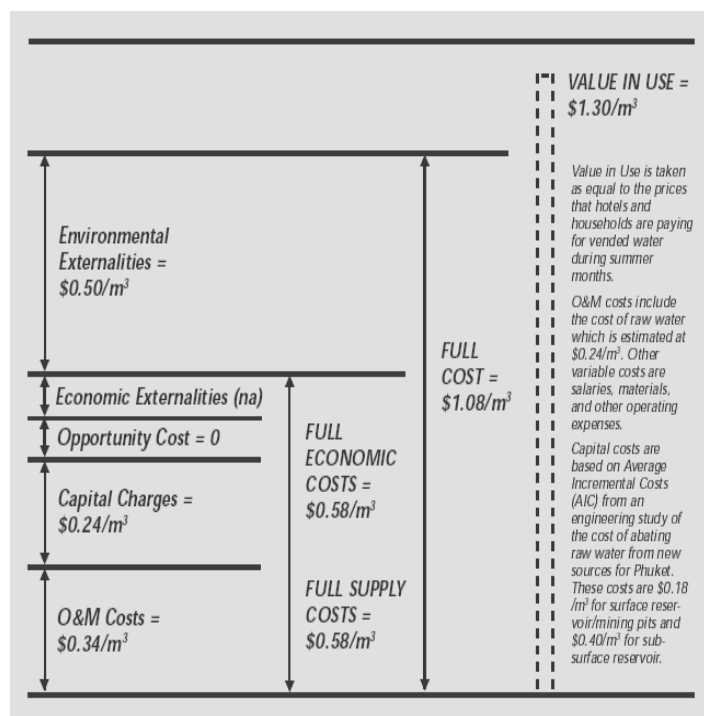 VALUE IN USE =
$1.30/m³
Value in Use is taken
as equal to the prices
that hotels and
households are paying
for vended water
during summer
months.
O&M costs include
the cost of raw water
which is estimated at
$0.24/m³. Other
variable costs are
salaries, materials,
and other operating
expenses.
Capital costs are
based on Average
Incremental Costs
(AIC) from an
engineering study of
the cost of abating
raw water from new
sources for Phuket.
These costs are $0.18
/m³ for surface reser-
voir/mining pits and
$0.40/m³ for sub-
surface reservoir.
Environmental
Externalities =
$0.50/m³
Economic Externalities (na)
Opportunity Cost = 0
Capital Charges =
$0.24/m³
O&M Costs =
$0.34/m³
FULL
ECONOMIC
COSTS =
$0.58/m³
FULL SUPPLY
COSTS =
$0.58/m³
FULL
COST =
$1.08/m³